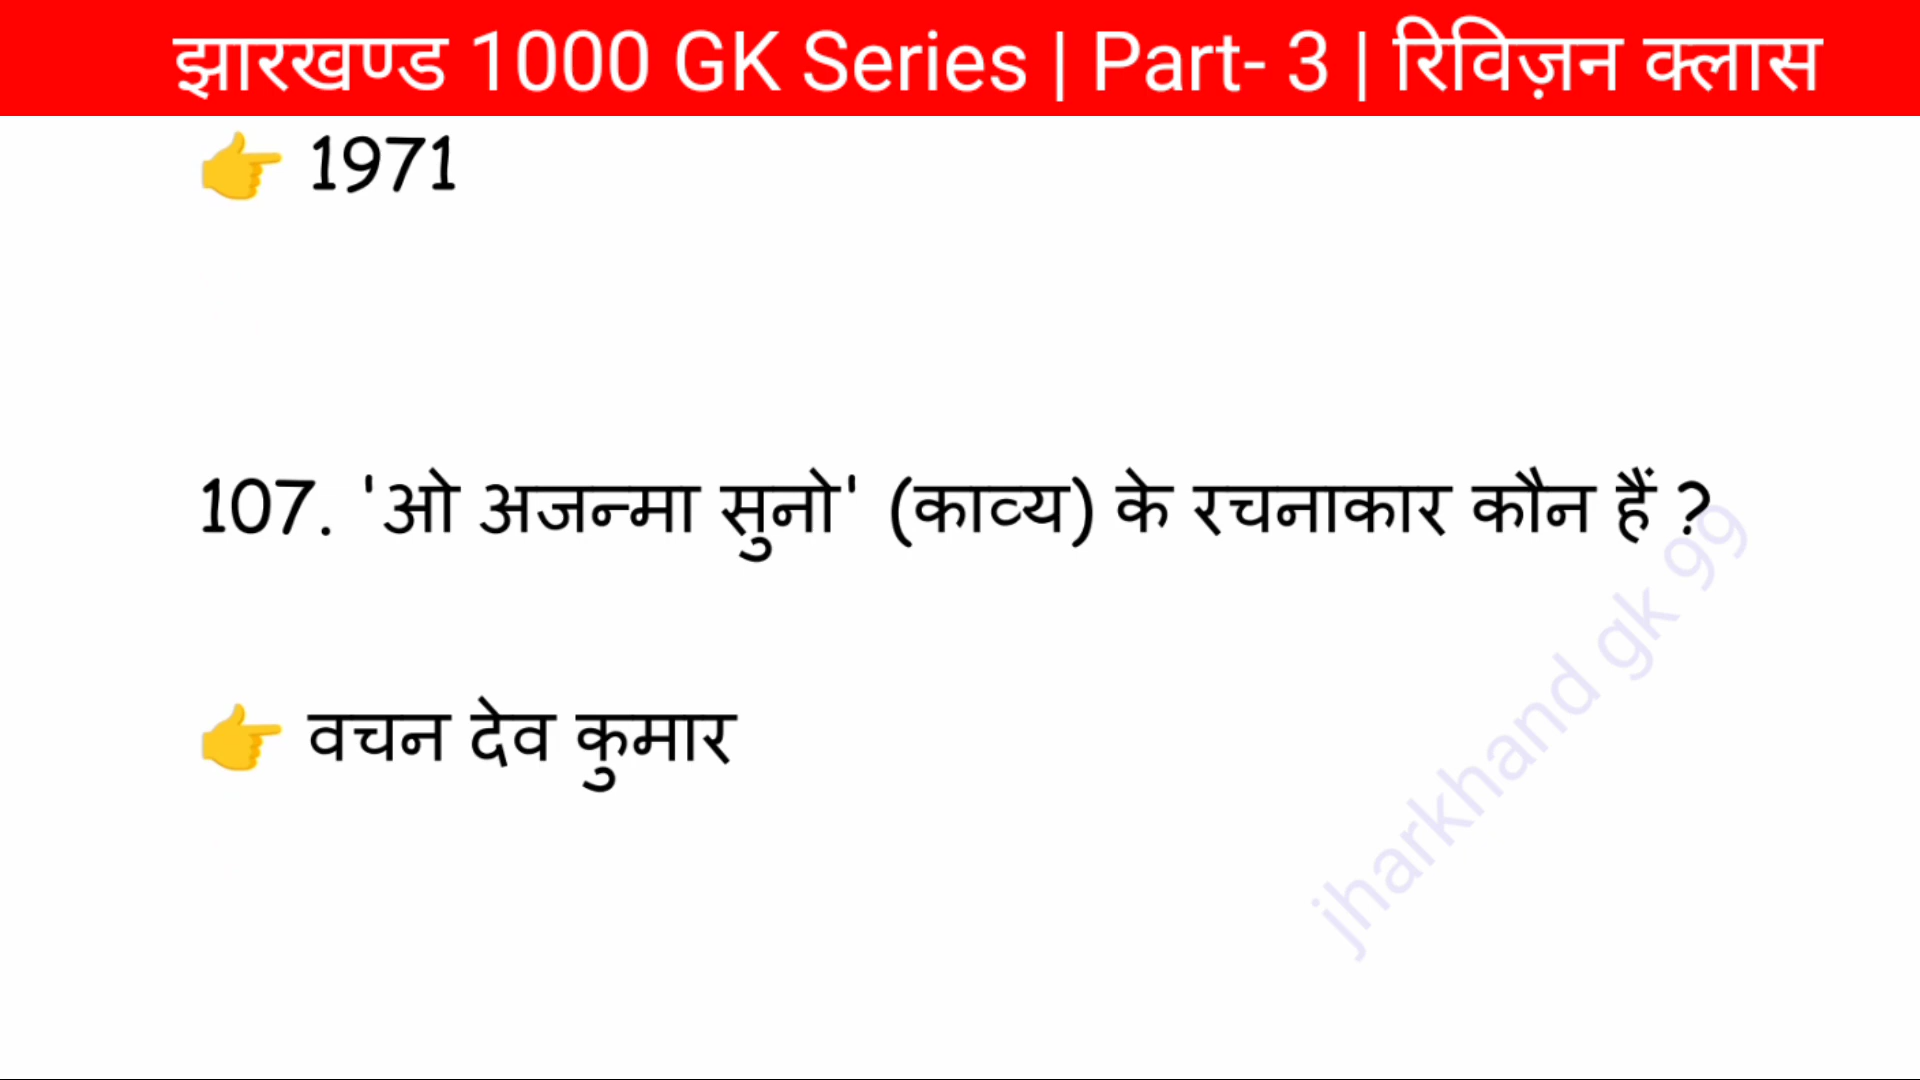 झारखण्ड 1000 GK Series | Part- 3 | रिविज़न क्लास
👉 1971
107. 'ओ अजन्मा सुनो' (काव्य) के रचनाकार कौन हैं ?
👉 वचन देव कुमार
jharkhand gk 99